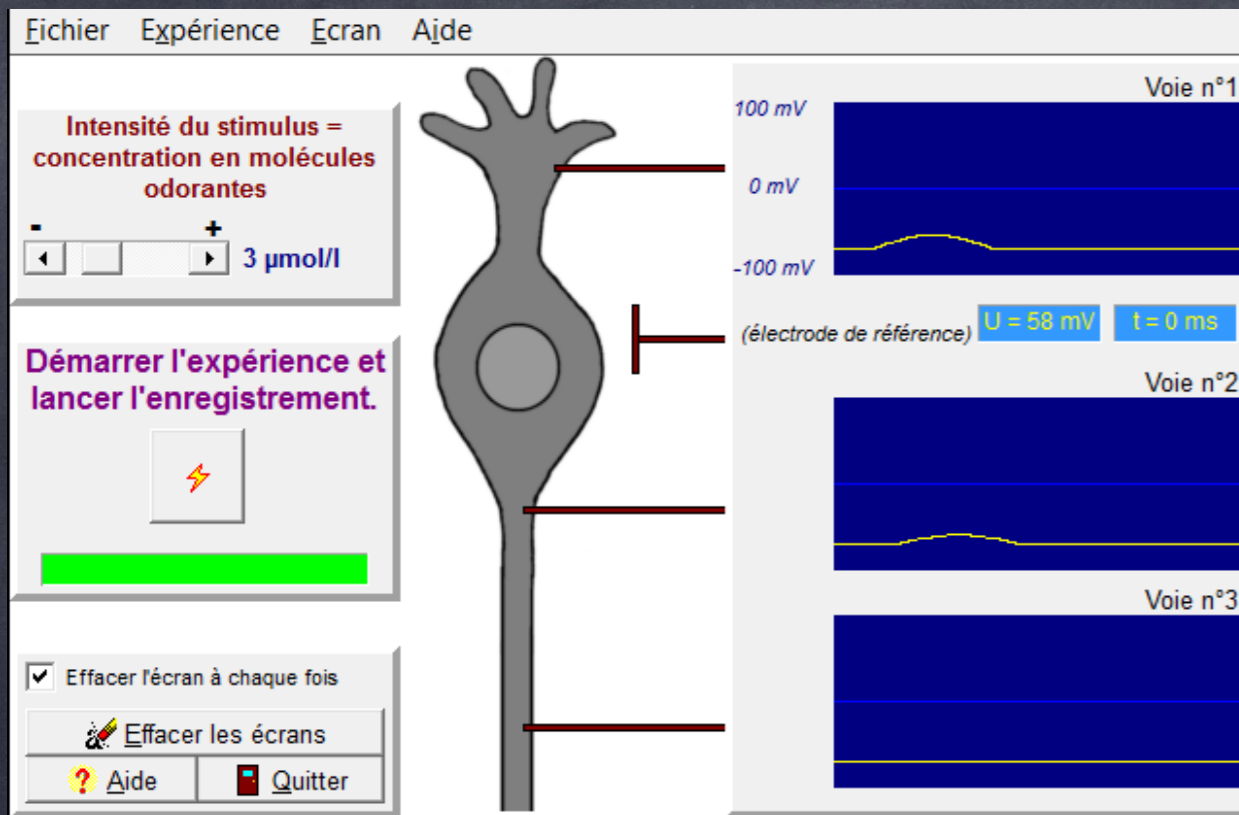 Fichier Expérience Ecran Aide
Intensité du stimulus =
concentration en molécules
odorantes
- +
3 µmol/l
Démarrer l'expérience et
lancer l'enregistrement.
Effacer l'écran à chaque fois
Effacer les écrans
? Aide Quitter
Voie n°1
100 mV
0 mV
-100 mV
(électrode de référence) U = 58 mV t = 0 ms
Voie n°2
Voie n°3